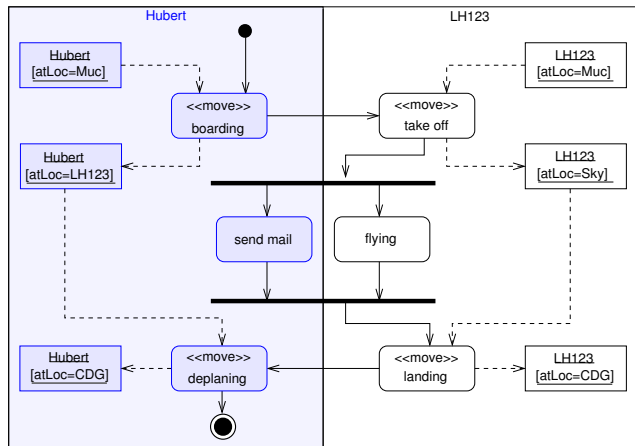 Hubert
LH123
Hubert
[atLoc=Muc]
LH123
[atLoc=Muc]
<<move>>
boarding
<<move>>
take off
Hubert
[atLoc=LH123]
LH123
[atLoc=Sky]
send mail
flying
Hubert
[atLoc=CDG]
<<move>>
deplaning
<<move>>
landing
LH123
[atLoc=CDG]